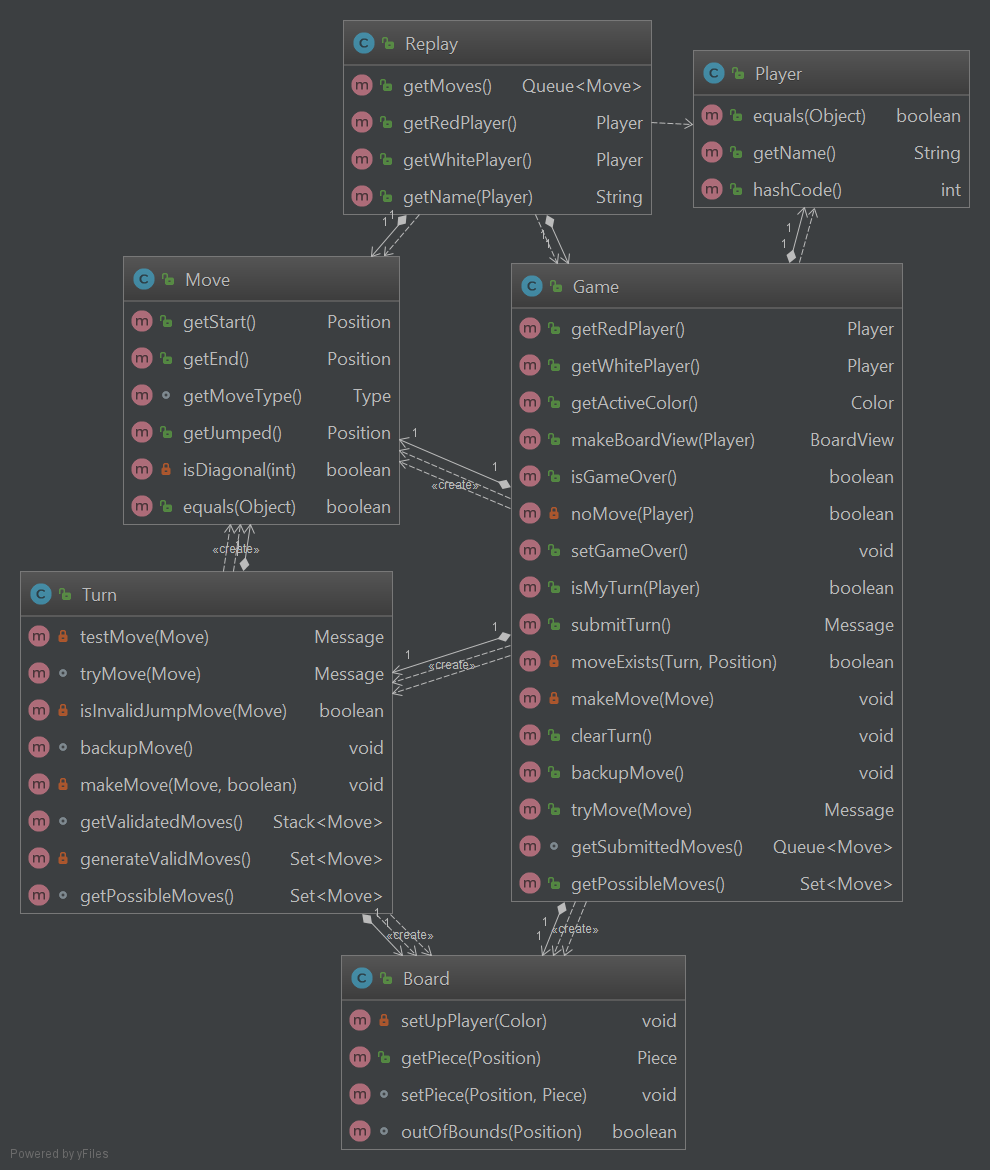 C Replay
m getMoves() Queue<Move>
m getRedPlayer() Player
m getWhitePlayer() Player
m getName(Player) String
C Player
m equals(Object) boolean
m getName() String
m hashCode() int
1
1
1
1
1
1
C Move
m getStart() Position
m getEnd() Position
m getMoveType() Type
m getJumped() Position
m isDiagonal(int) boolean
m equals(Object) boolean
C Game
m getRedPlayer() Player
m getWhitePlayer() Player
m getActiveColor() Color
m makeBoardView(Player) BoardView
m isGameOver() boolean
m noMove(Player) boolean
m setGameOver() void
m isMyTurn(Player) boolean
m submitTurn() Message
m moveExists(Turn, Position) boolean
m makeMove(Move) void
m clearTurn() void
m backupMove() void
m tryMove(Move) Message
m getSubmittedMoves() Queue<Move>
m getPossibleMoves() Set<Move>
1
1
«create»
«create»
1
1
«create»
C Turn
m testMove(Move) Message
m tryMove(Move) Message
m isInvalidJumpMove(Move) boolean
m backupMove() void
m makeMove(Move, boolean) void
m getValidatedMoves() Stack<Move>
m generateValidMoves() Set<Move>
m getPossibleMoves() Set<Move>
1
1
«create»
1
1
«create»
C Board
m setUpPlayer(Color) void
m getPiece(Position) Piece
m setPiece(Position, Piece) void
m outOfBounds(Position) boolean
Powered by yFiles